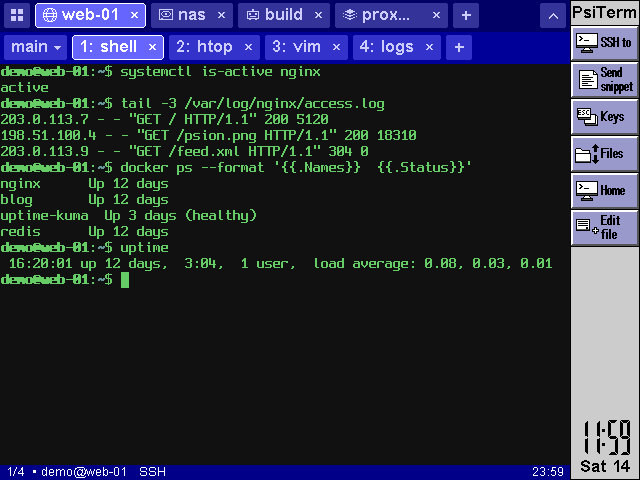 web-01 × nas × build × prox... × + PsiTerm
main 1: shell × 2: htop × 3: vim × 4: logs × + SSH to
demo@web-01:~$ systemctl is-active nginx
active
demo@web-01:~$ tail -3 /var/log/nginx/access.log
203.0.113.7 - - "GET / HTTP/1.1" 200 5120
198.51.100.4 - - "GET /psion.png HTTP/1.1" 200 18310
203.0.113.9 - - "GET /feed.xml HTTP/1.1" 304 0
demo@web-01:~$ docker ps --format '{{.Names}}  {{.Status}}'
nginx      Up 12 days
blog       Up 12 days
uptime-kuma  Up 3 days (healthy)
redis      Up 12 days
demo@web-01:~$ uptime
 16:20:01 up 12 days,  3:04,  1 user,  load average: 0.08, 0.03, 0.01
demo@web-01:~$
Send
snippet
ESC
Keys
Files
Home
Edit
file
11:59
Sat 14
1/4 • demo@web-01 SSH 23:59